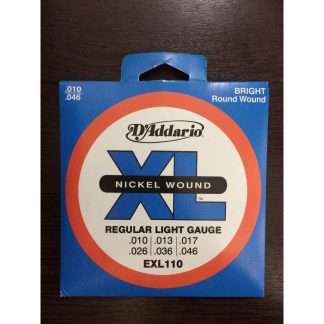 .010
.046
BRIGHT
Round Wound
D'Addario
XL
NICKEL WOUND
TM
REGULAR LIGHT GAUGE
.010 .013 .017
.026 .036 .046
EXL110